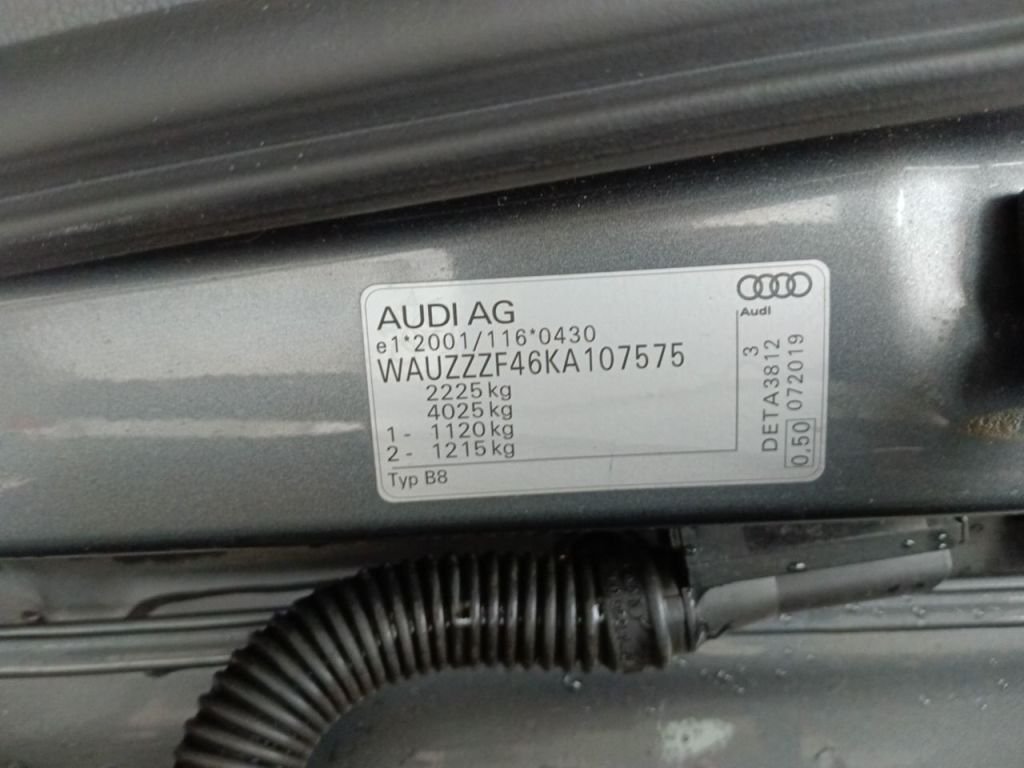 AUDI AG
e1*2001/116*0430
WAUZZZF46KA107575
2225 kg
4025 kg
1 - 1120 kg
2 - 1215 kg
Typ B8
Audi
DETA3812 3
0,50 072019